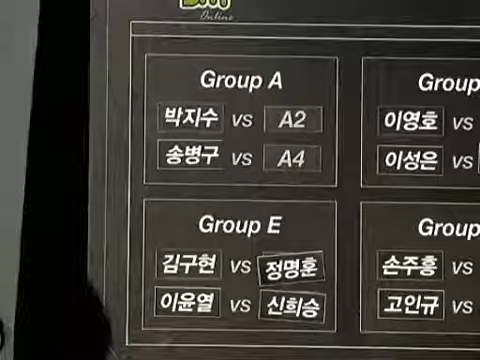 Online
Group A
박지수 vs A2
송병구 vs A4
Group
이영호 vs
이성은 vs
Group E
김구현 vs 정명훈
이윤열 vs 신희승
Group
손주흥 vs
고인규 vs